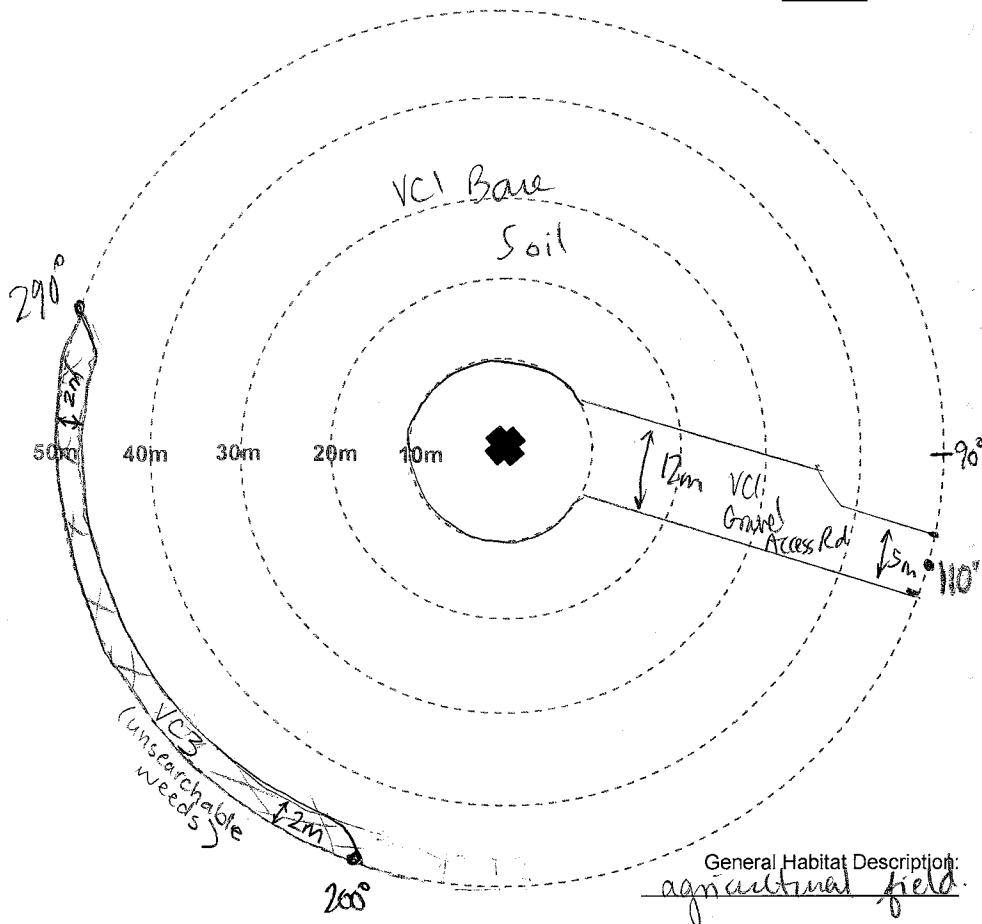 VC1 Bare
Soil
290°
2m
50m 40m 30m 20m 10m
90°
12m
VC1
Gravel
Access Rd.
5m
110°
VC3
(unsearchable
weeds)
2m
200°
General Habitat Description:
agricultural field.